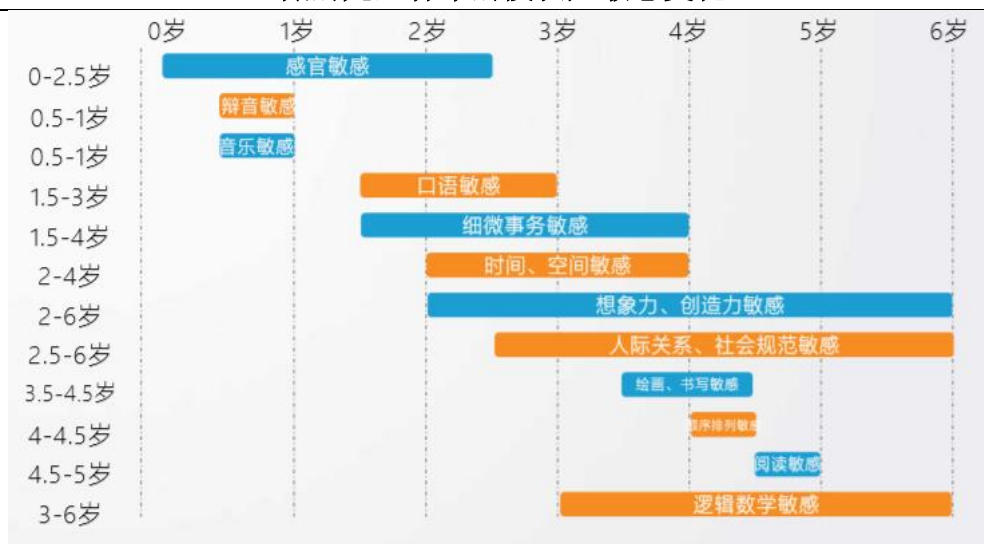 0岁 1岁 2岁 3岁 4岁 5岁 6岁
0-2.5岁 感官敏感
0.5-1岁 辩音敏感
0.5-1岁 音乐敏感
1.5-3岁 口语敏感
1.5-4岁 细微事务敏感
2-4岁 时间、空间敏感
2-6岁 想象力、创造力敏感
2.5-6岁 人际关系、社会规范敏感
3.5-4.5岁 绘画、书写敏感
4-4.5岁 序排列敏
4.5-5岁 阅读敏感
3-6岁 逻辑数学敏感